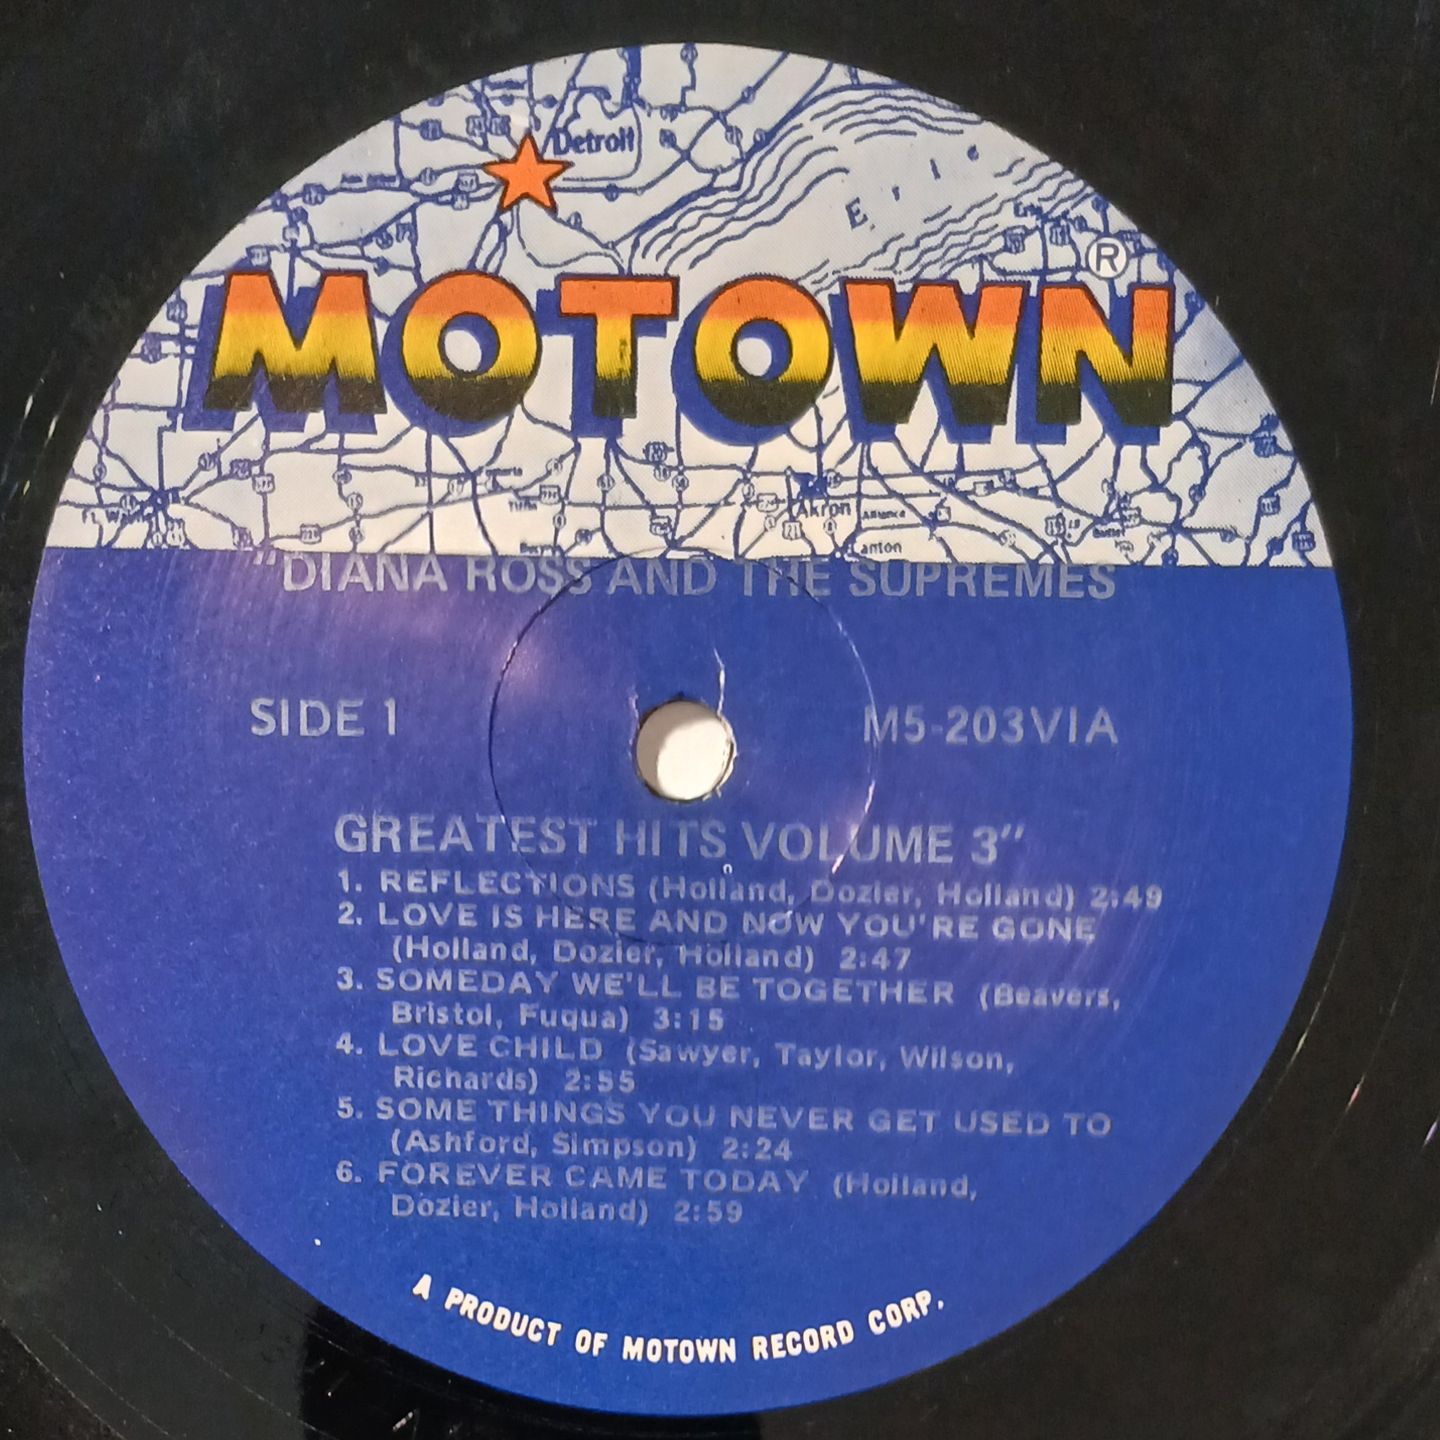 Detroit
Erie
®
MOTOWN
Ft. Wayne
Akron
Alliance
Canton
"DIANA ROSS AND THE SUPREMES
SIDE 1 M5-203VIA
GREATEST HITS VOLUME 3"
1. REFLECTIONS (Holland, Dozier, Holland) 2:49
2. LOVE IS HERE AND NOW YOU'RE GONE
(Holland, Dozier, Holland) 2:47
3. SOMEDAY WE'LL BE TOGETHER (Beavers,
Bristol, Fuqua) 3:15
4. LOVE CHILD (Sawyer, Taylor, Wilson,
Richards) 2:55
5. SOME THINGS YOU NEVER GET USED TO
(Ashford, Simpson) 2:24
6. FOREVER CAME TODAY (Holland,
Dozier, Holland) 2:59
A PRODUCT OF MOTOWN RECORD CORP.